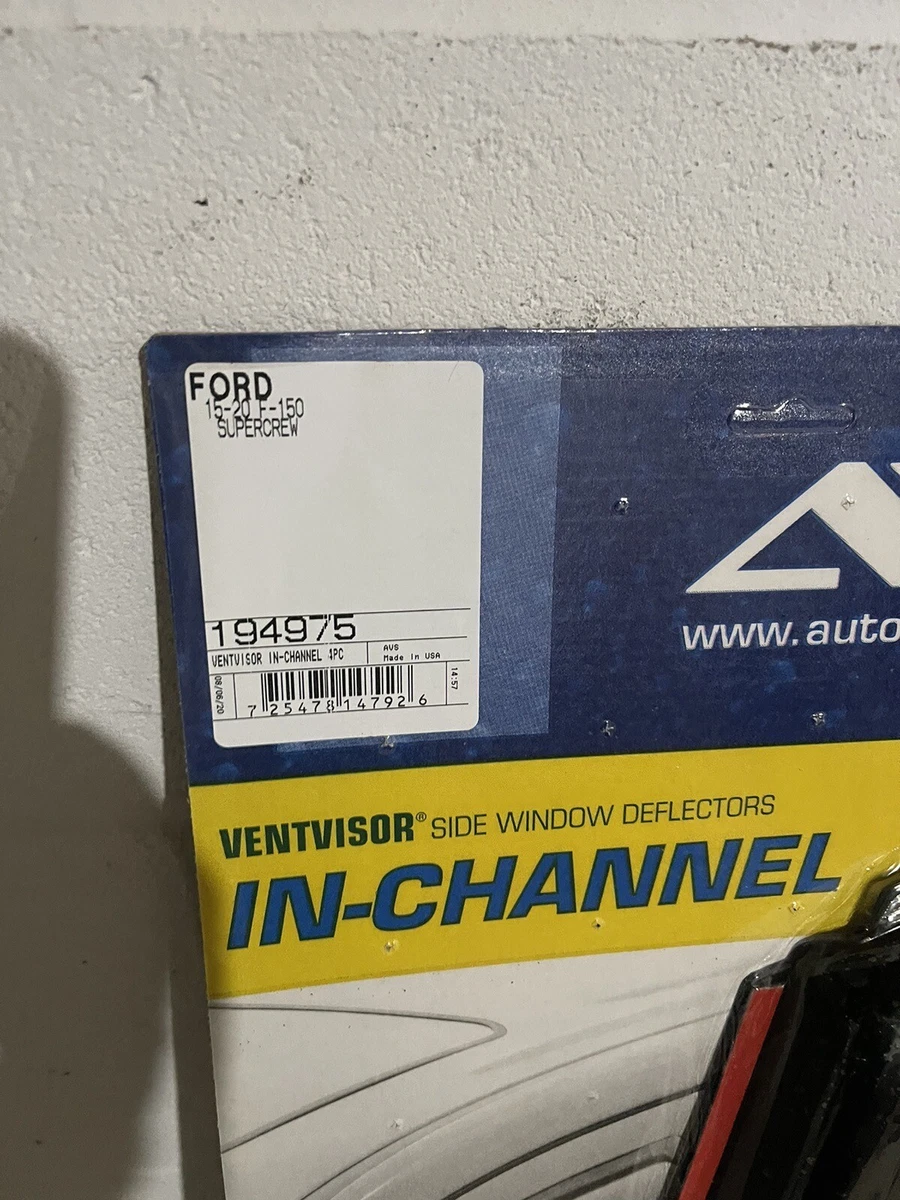 FORD
15-20 F-150
SUPERCREW
194975
VENTVISOR IN-CHANNEL 4PC
AVS
Made In USA
08/06/20
14:57
7 25478 14792 6
www.auto
VENTVISOR® SIDE WINDOW DEFLECTORS
IN-CHANNEL